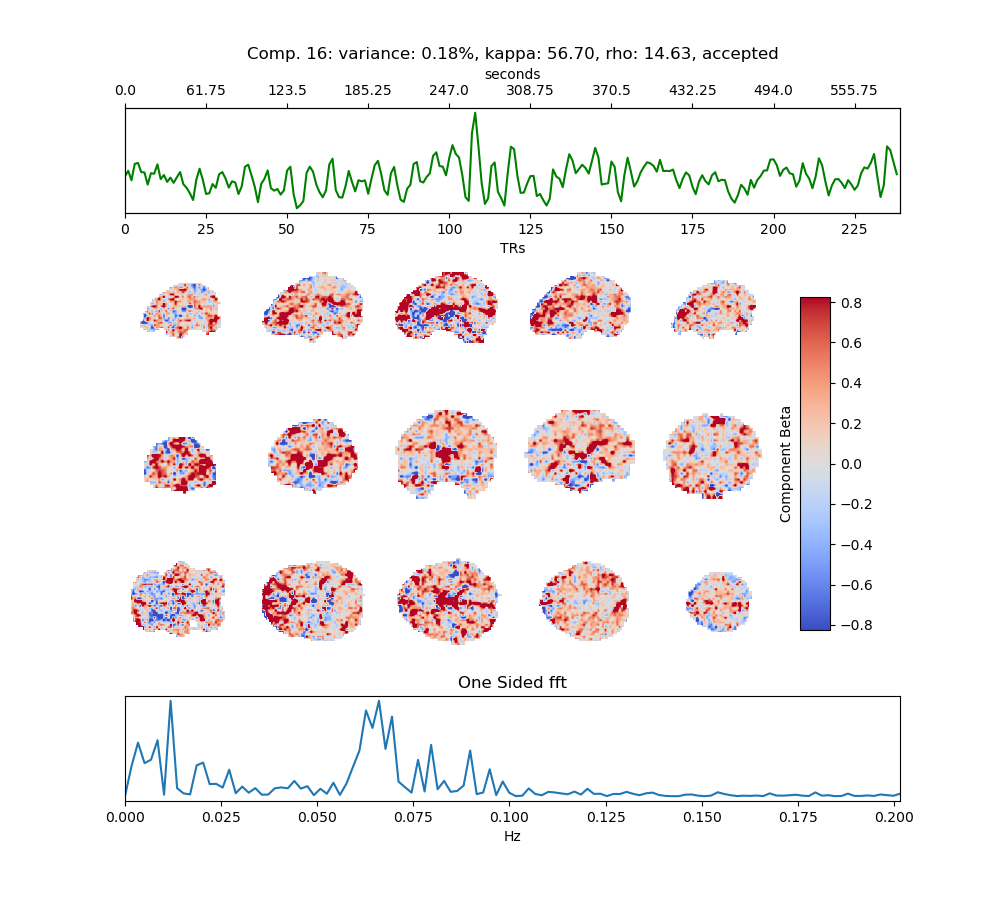 Comp. 16: variance: 0.18%, kappa: 56.70, rho: 14.63, accepted
seconds
0.0 61.75 123.5 185.25 247.0 308.75 370.5 432.25 494.0 555.75
0 25 50 75 100 125 150 175 200 225
TRs
0.8
0.6
0.4
0.2
0.0
−0.2
−0.4
−0.6
−0.8
Component Beta
One Sided fft
0.000 0.025 0.050 0.075 0.100 0.125 0.150 0.175 0.200
Hz